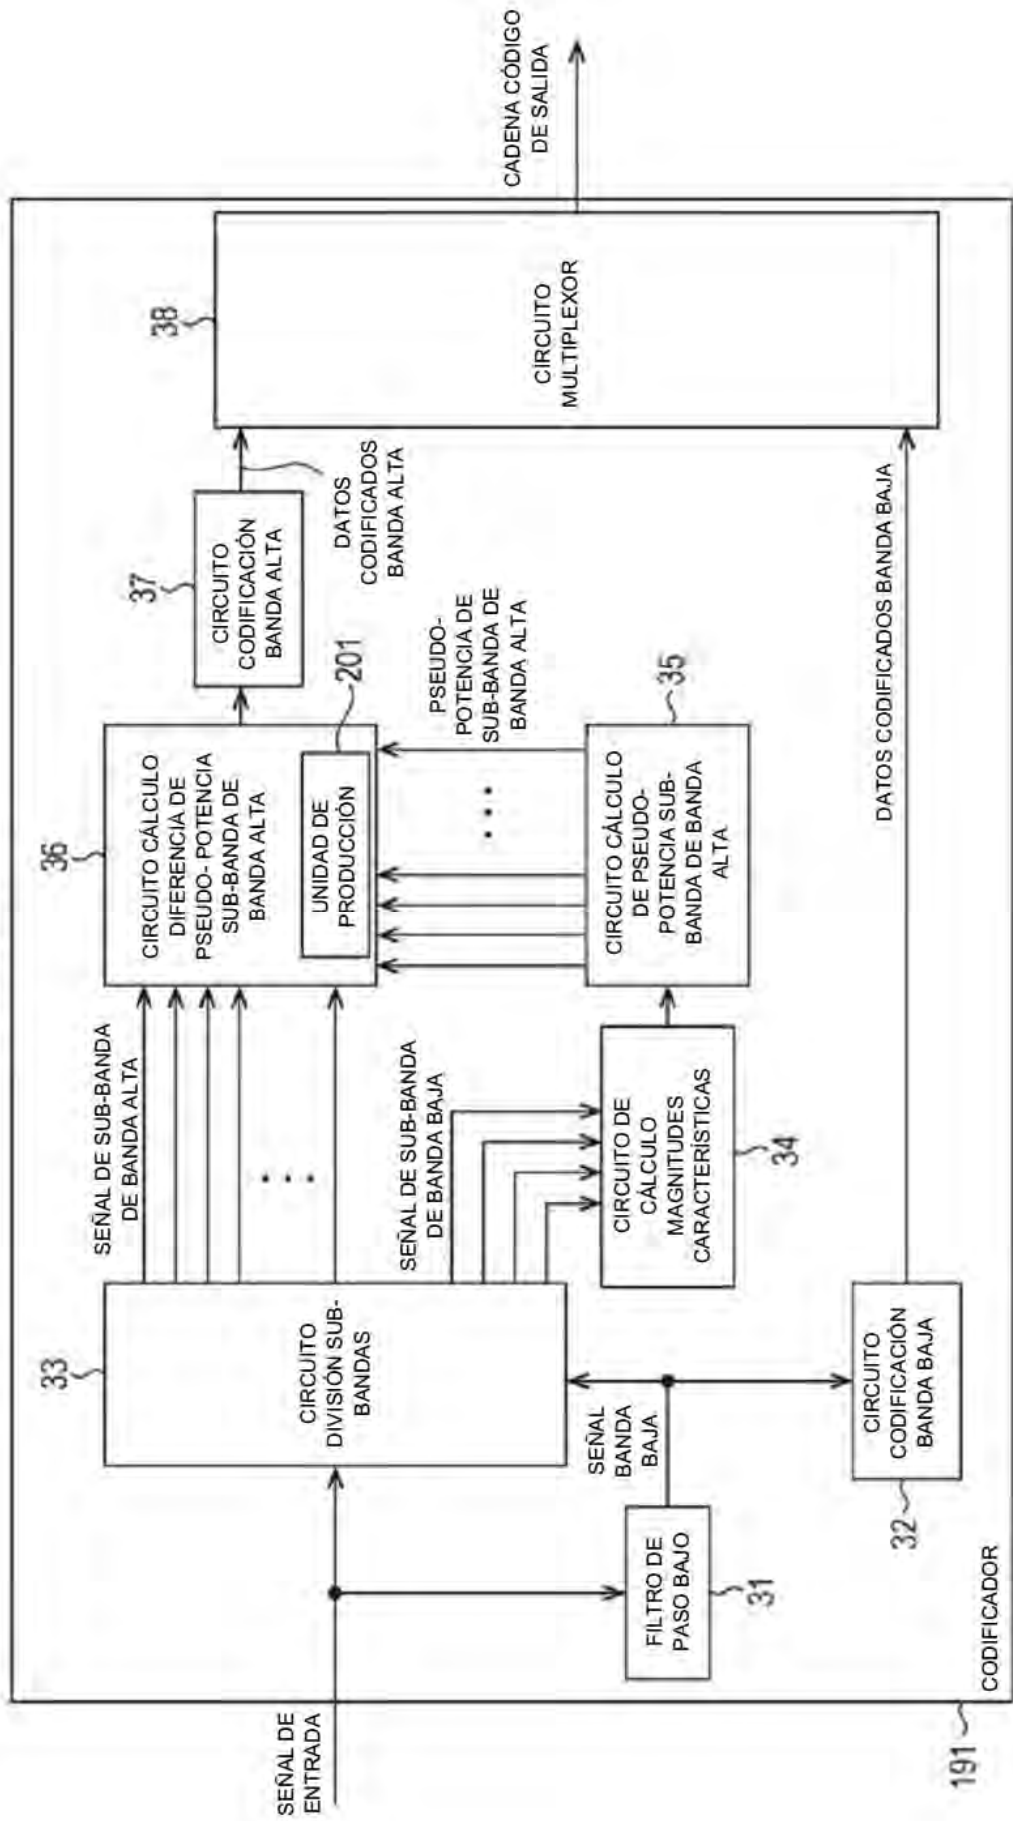 SEÑAL DE
ENTRADA
191
CODIFICADOR
FILTRO DE
PASO BAJO
31
SEÑAL
BANDA
BAJA.
CIRCUITO
CODIFICACIÓN
BANDA BAJA
32
33
CIRCUITO
DIVISIÓN SUB-
BANDAS
SEÑAL DE SUB-BANDA
DE BANDA ALTA
SEÑAL DE SUB-BANDA
DE BANDA BAJA
CIRCUITO DE
CÁLCULO
MAGNITUDES
CARACTERÍSTICAS
34
36
CIRCUITO CÁLCULO
DIFERENCIA DE
PSEUDO- POTENCIA
SUB-BANDA DE
BANDA ALTA
UNIDAD DE
PRODUCCIÓN
201
PSEUDO-
POTENCIA DE
SUB-BANDA DE
BANDA ALTA
CIRCUITO CÁLCULO
DE PSEUDO-
POTENCIA SUB-
BANDA DE BANDA
ALTA.
35
37
CIRCUITO
CODIFICACIÓN
BANDA ALTA
DATOS
CODIFICADOS
BANDA ALTA
DATOS CODIFICADOS BANDA BAJA
38
CIRCUITO
MULTIPLEXOR
CADENA CÓDIGO
DE SALIDA